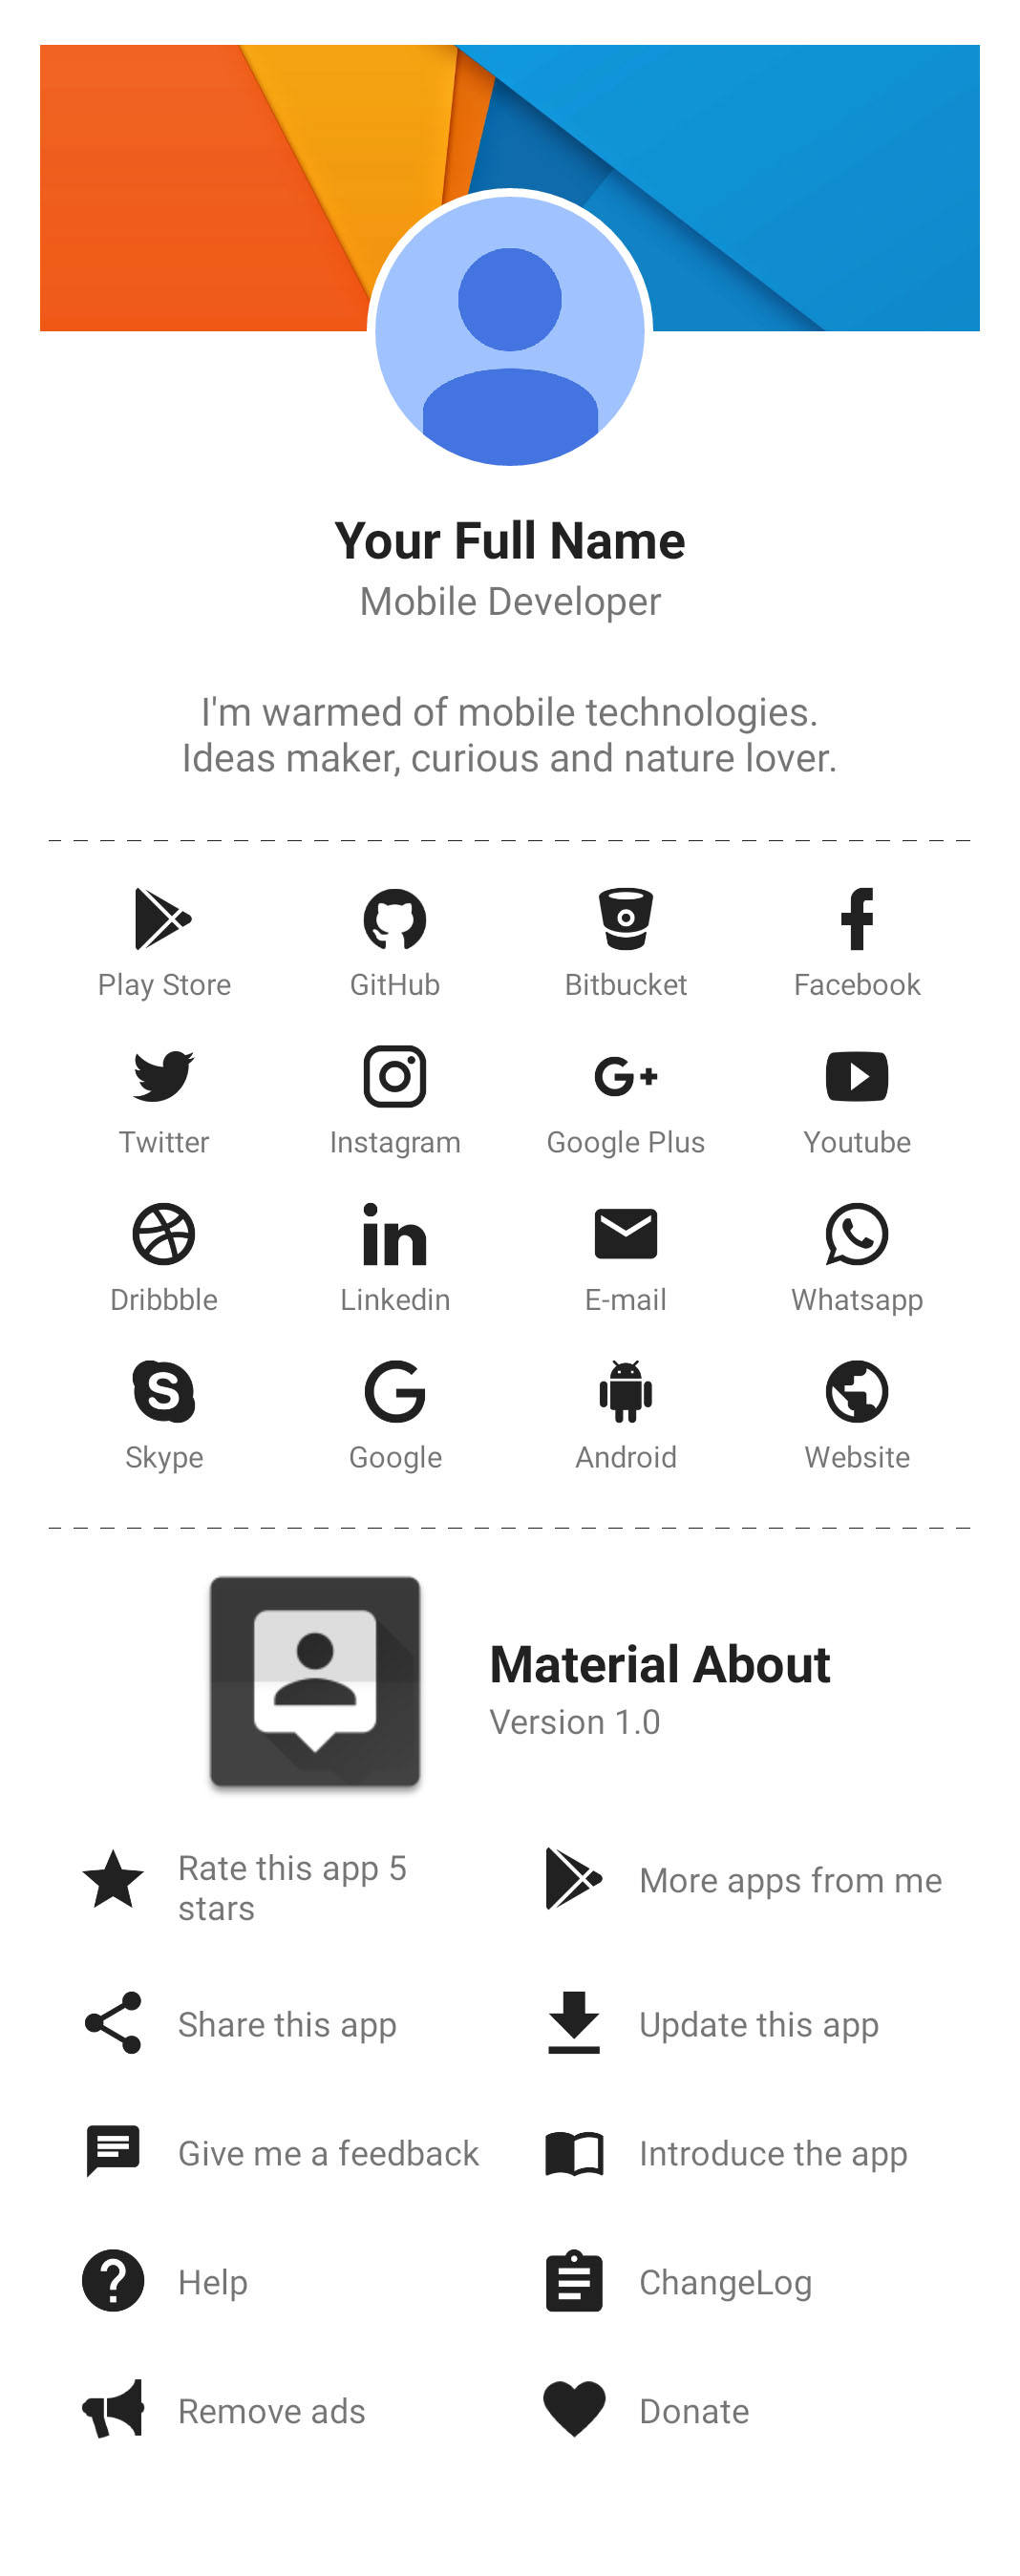 Your Full Name
Mobile Developer
I'm warmed of mobile technologies.
Ideas maker, curious and nature lover.
Play Store
GitHub
Bitbucket
Facebook
Twitter
Instagram
Google Plus
Youtube
Dribbble
Linkedin
E-mail
Whatsapp
Skype
Google
Android
Website
Material About
Version 1.0
Rate this app 5
stars
More apps from me
Share this app
Update this app
Give me a feedback
Introduce the app
Help
ChangeLog
Remove ads
Donate